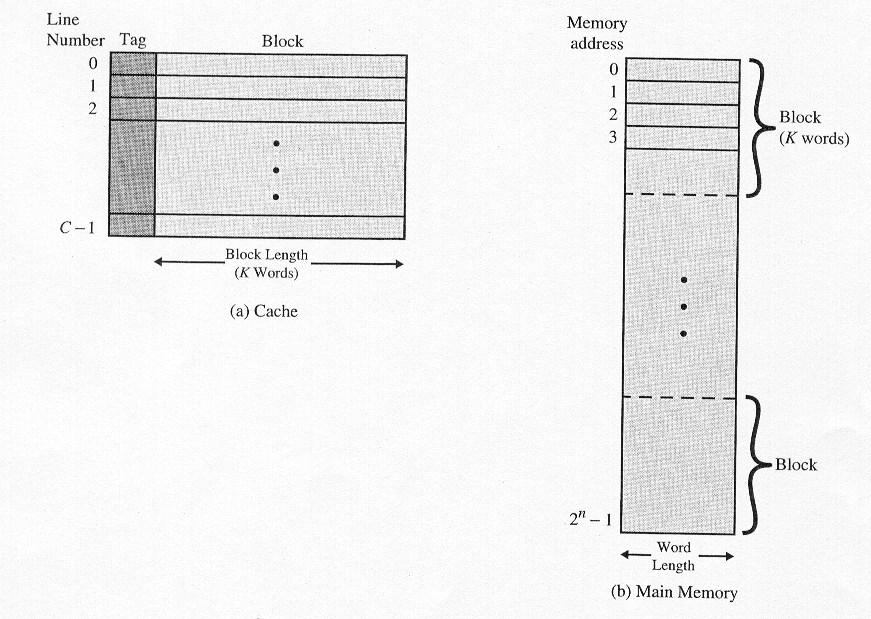 Line
Number Tag Block
0
1
2
C – 1
Block Length
(K Words)
(a) Cache
Memory
address
0
1
2
3
Block
(K words)
Block
2ⁿ – 1
Word
Length
(b) Main Memory